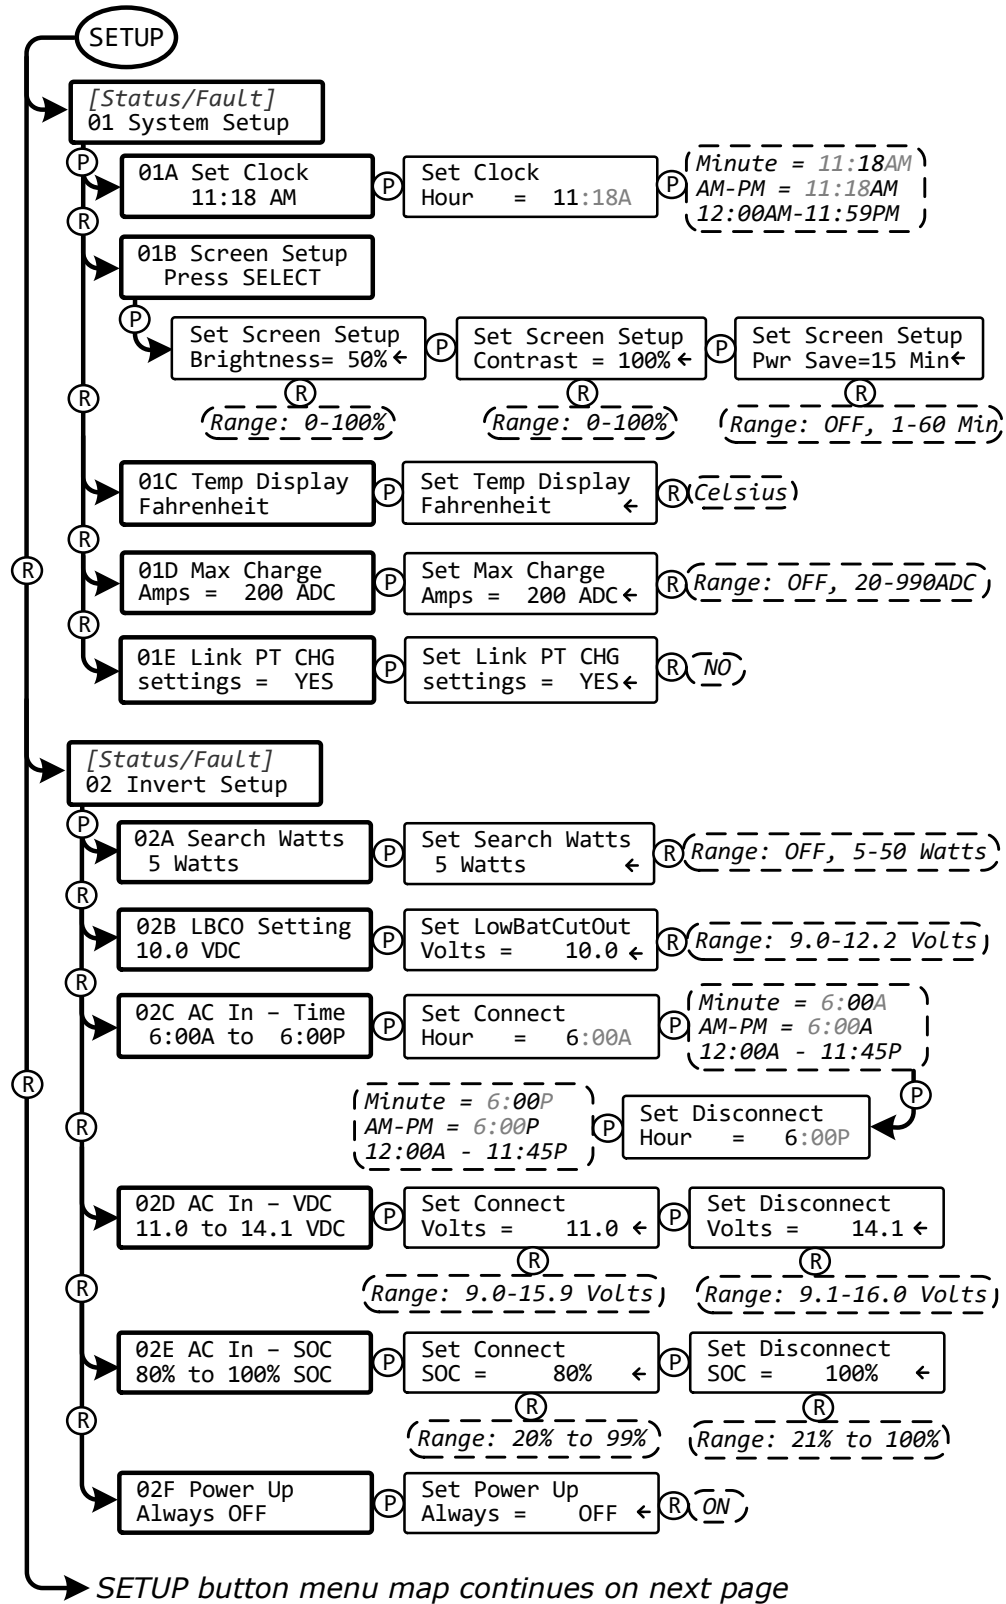 SETUP
[Status/Fault]
01 System Setup
P
01A Set Clock
11:18 AM
P
Set Clock
Hour = 11:18A
P
Minute = 11:18AM
AM-PM = 11:18AM
12:00AM-11:59PM
R
01B Screen Setup
Press SELECT
P
Set Screen Setup
Brightness= 50%←
P
Set Screen Setup
Contrast = 100%←
P
Set Screen Setup
Pwr Save=15 Min←
R
R
R
R
Range: 0-100%
Range: 0-100%
Range: OFF, 1-60 Min
01C Temp Display
Fahrenheit
P
Set Temp Display
Fahrenheit ←
R
Celsius
R
R
01D Max Charge
Amps = 200 ADC
P
Set Max Charge
Amps = 200 ADC←
R
Range: OFF, 20-990ADC
R
01E Link PT CHG
settings = YES
P
Set Link PT CHG
settings = YES←
R
NO
[Status/Fault]
02 Invert Setup
P
02A Search Watts
5 Watts
P
Set Search Watts
5 Watts ←
R
Range: OFF, 5-50 Watts
R
02B LBCO Setting
10.0 VDC
P
Set LowBatCutOut
Volts = 10.0 ←
R
Range: 9.0-12.2 Volts
R
02C AC In – Time
6:00A to 6:00P
P
Set Connect
Hour = 6:00A
P
Minute = 6:00A
AM-PM = 6:00A
12:00A - 11:45P
R
P
Set Disconnect
Hour = 6:00P
P
Minute = 6:00P
AM-PM = 6:00P
12:00A - 11:45P
R
02D AC In – VDC
11.0 to 14.1 VDC
P
Set Connect
Volts = 11.0 ←
P
Set Disconnect
Volts = 14.1 ←
R
R
R
Range: 9.0-15.9 Volts
Range: 9.1-16.0 Volts
02E AC In – SOC
80% to 100% SOC
P
Set Connect
SOC = 80% ←
P
Set Disconnect
SOC = 100% ←
R
R
R
Range: 20% to 99%
Range: 21% to 100%
02F Power Up
Always OFF
P
Set Power Up
Always = OFF ←
R
ON
SETUP button menu map continues on next page